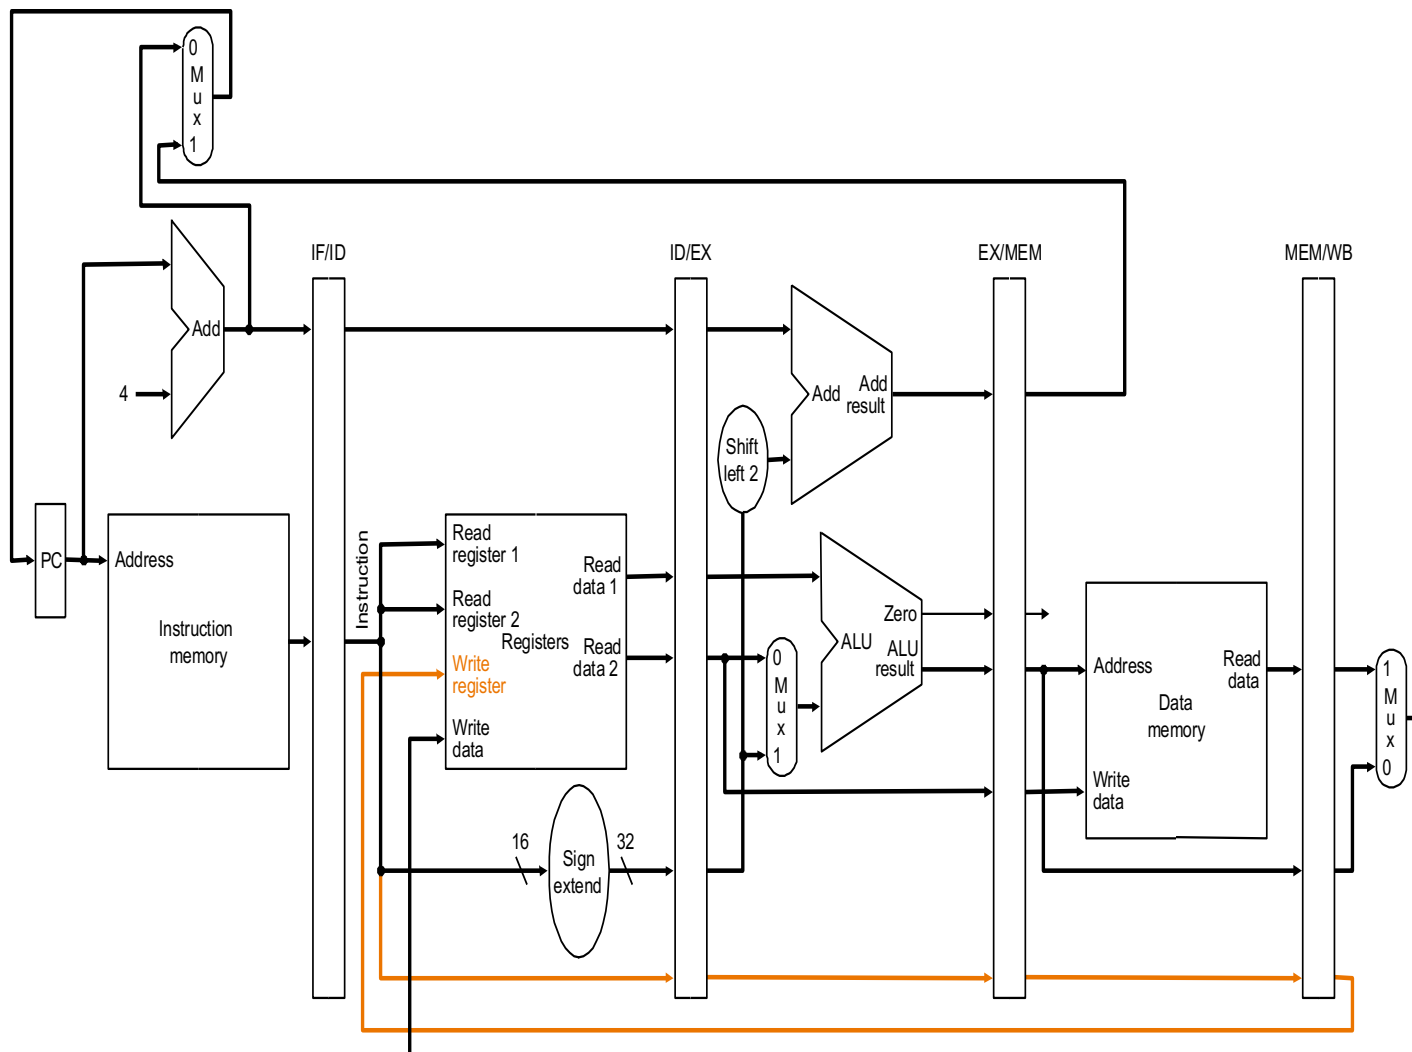 0
M
u
x
1
IF/ID
ID/EX
EX/MEM
MEM/WB
Add
4
Add
Add
result
Shift
left 2
PC
Address
Instruction
memory
Instruction
Read
register 1
Read
register 2
Write
register
Write
data
Registers
Read
data 1
Read
data 2
16
Sign
extend
32
0
M
u
x
1
Zero
ALU
ALU
result
Address
Read
data
Data
memory
Write
data
1
M
u
x
0